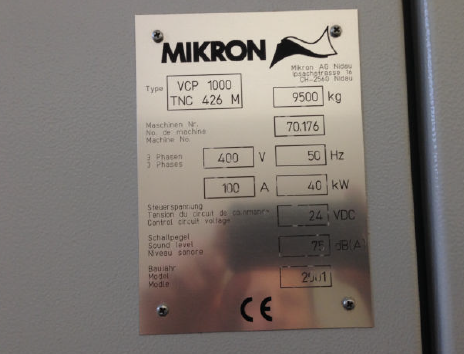 MIKRON
Mikron AG Nidau
Ipsachstrasse 16
CH-2560 Nidau
Type VCP 1000
TNC 426 M
9500 kg
Maschinen Nr.
No. de machine
Machine No.
70.176
3 Phasen
3 Phases
400 V 50 Hz
100 A 40 kW
Steuerspannung
Tension du circuit de commande
Control circuit voltage
24 VDC
Schallpegel
Sound level
Niveau sonore
75 dB(A)
Baujahr
Model
Modle
2001
CE